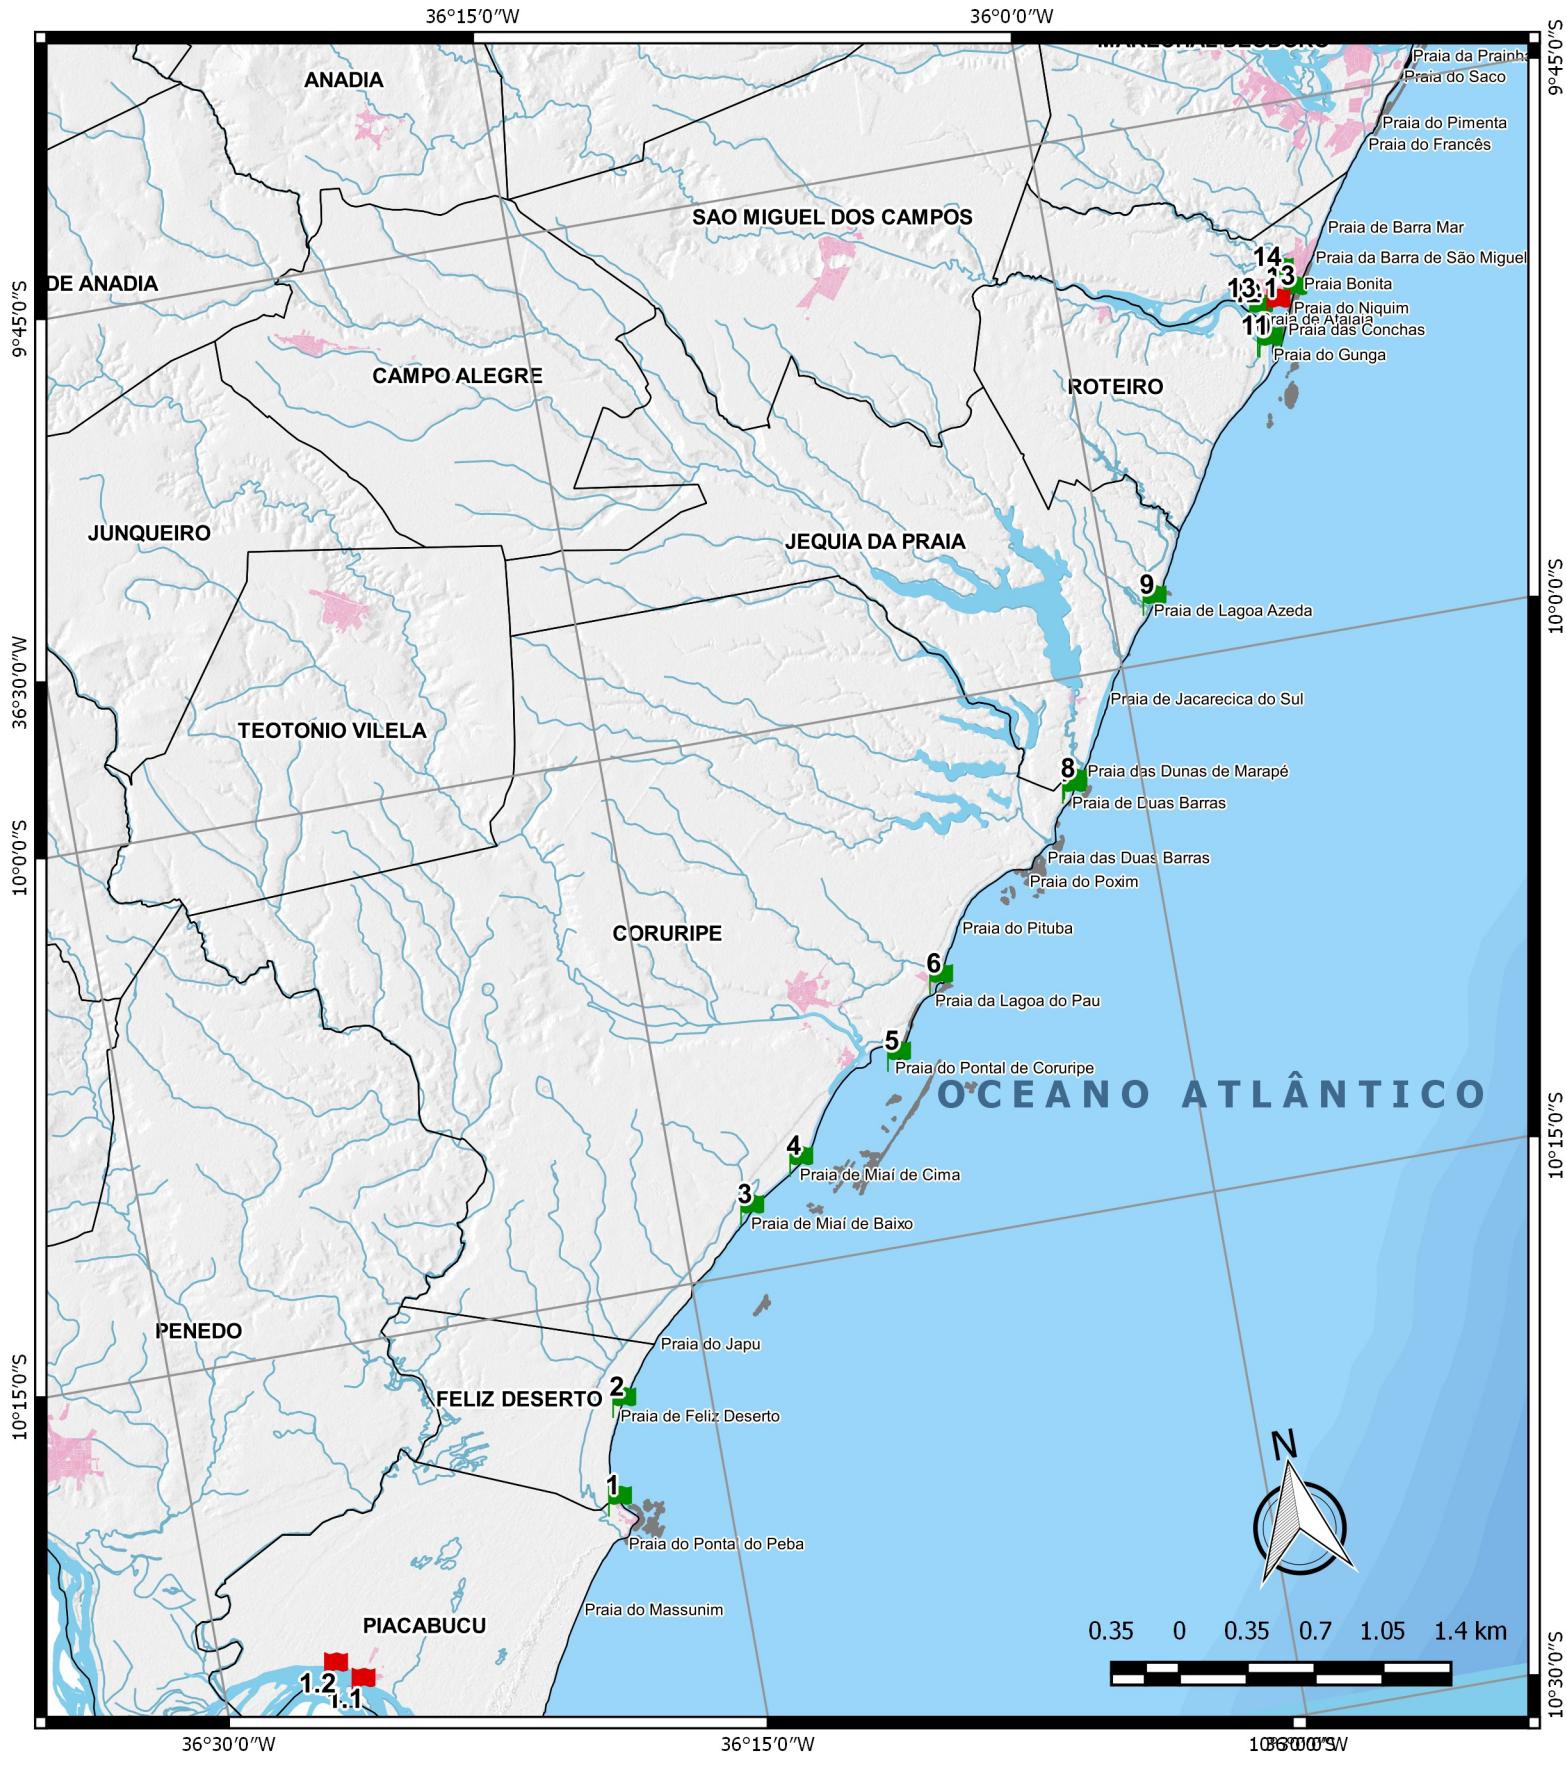 36°15'0"W
36°0'0"W
MARECHAL DEODORO
Praia da Prainha
9°45'0"S
Praia do Saco
ANADIA
Praia do Pimenta
Praia do Francês
SAO MIGUEL DOS CAMPOS
Praia de Barra Mar
14
Praia da Barra de São Miguel
DE ANADIA
13
Praia Bonita
13.1
Praia do Niquim
9°45'0"S
Praia de Atalaia
11
Praia das Conchas
Praia do Gunga
CAMPO ALEGRE
ROTEIRO
JUNQUEIRO
JEQUIA DA PRAIA
9
10°0'0"S
Praia de Lagoa Azeda
36°30'0"W
Praia de Jacarecica do Sul
TEOTONIO VILELA
8
Praia das Dunas de Marapé
Praia de Duas Barras
10°0'0"S
Praia das Duas Barras
Praia do Poxim
CORURIPE
Praia do Pituba
6
Praia da Lagoa do Pau
5
Praia do Pontal de Coruripe
OCEANO ATLÂNTICO
10°15'0"S
4
Praia de Miaí de Cima
3
Praia de Miaí de Baixo
PENEDO
Praia do Japu
10°15'0"S
2
FELIZ DESERTO
Praia de Feliz Deserto
N
1
Praia do Pontal do Peba
Praia do Massunim
PIACABUCU
0.35 0 0.35 0.7 1.05 1.4 km
10°30'0"S
1.2
1.1
36°30'0"W
36°15'0"W